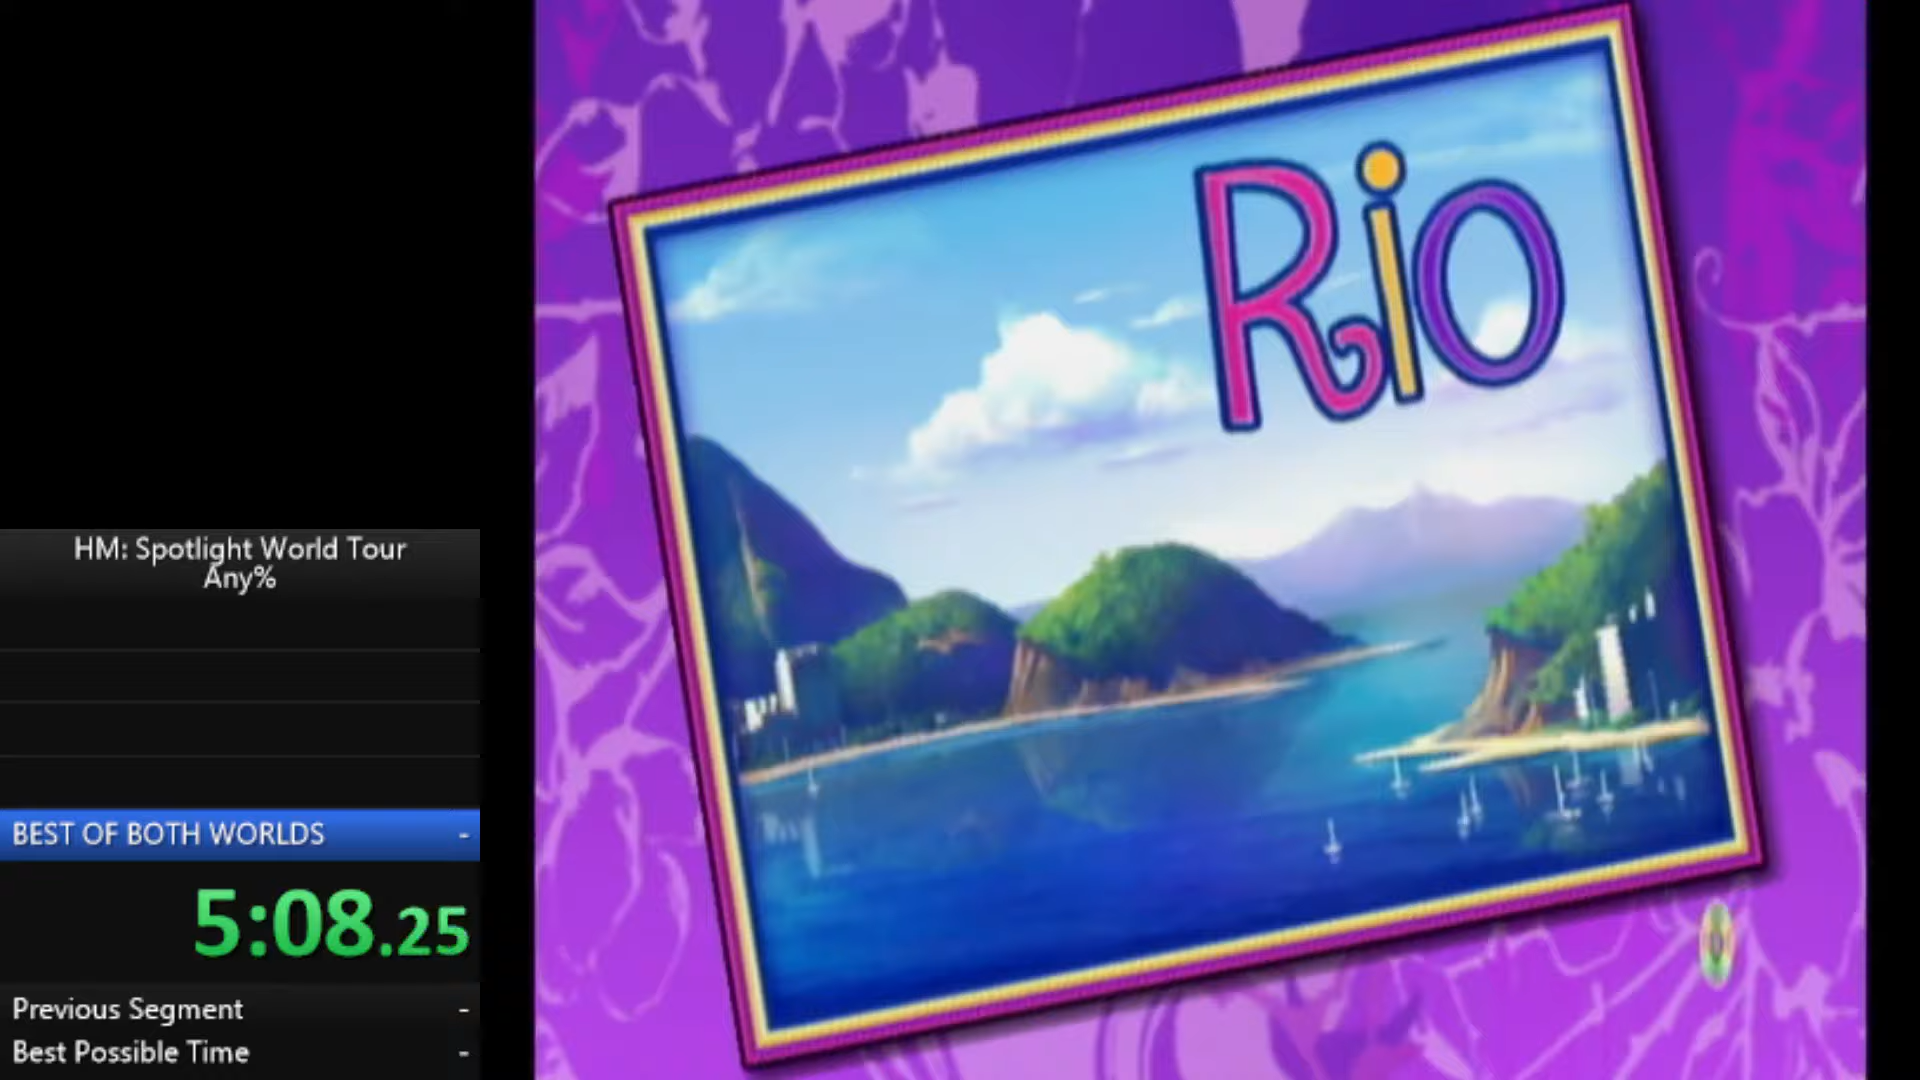 Rio
HM: Spotlight World Tour
Any%
BEST OF BOTH WORLDS -
5:08.25
Previous Segment -
Best Possible Time -